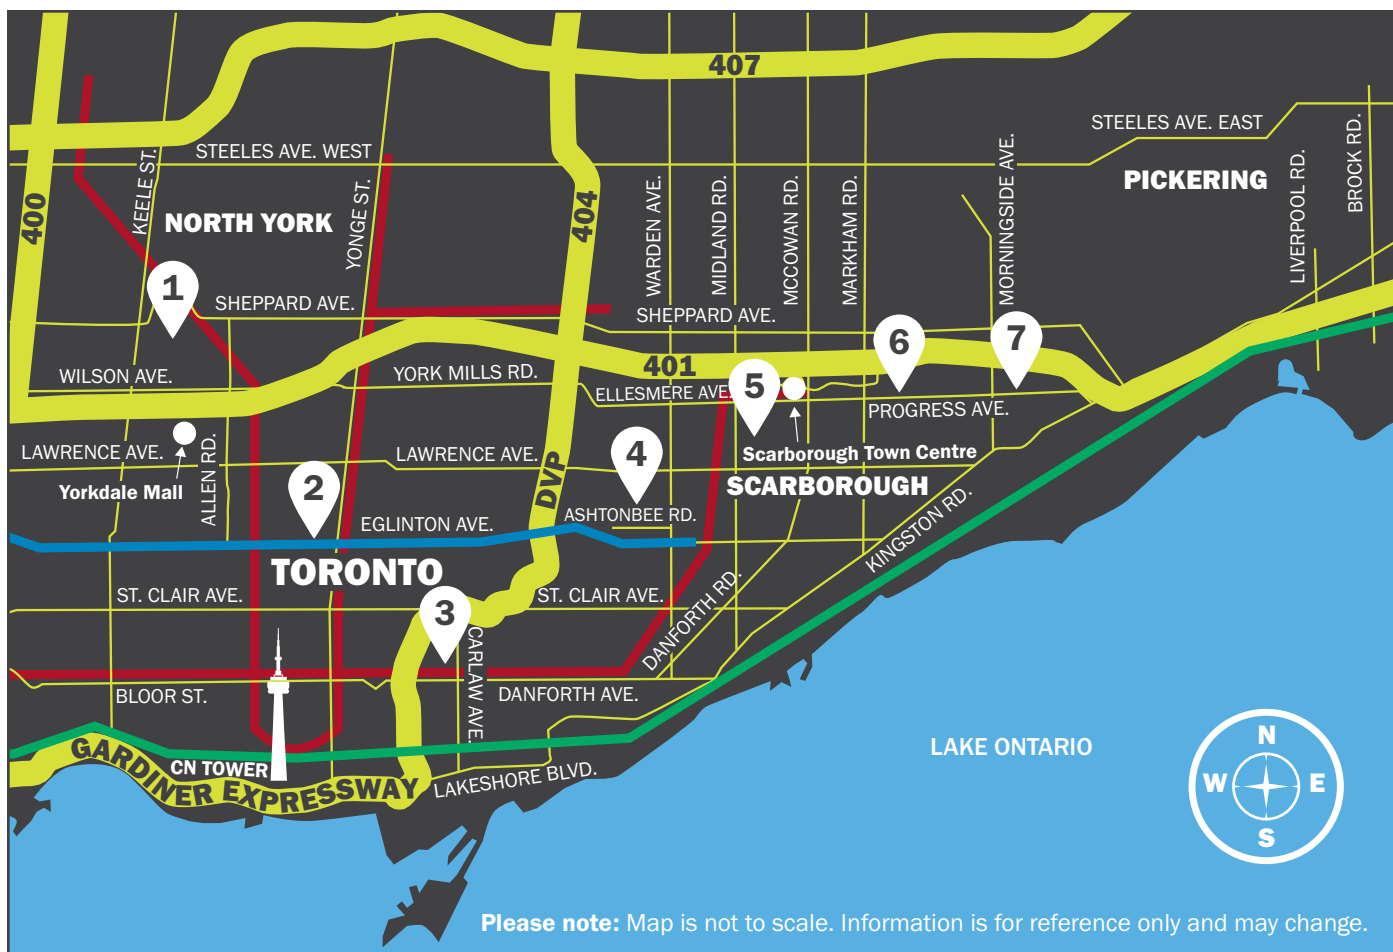 407
STEELES AVE. EAST
STEELES AVE. WEST
PICKERING
BROCK RD.
LIVERPOOL RD.
MORNINGSIDE AVE.
KEELE ST.
400
NORTH YORK
YONGE ST.
404
WARDEN AVE.
MIDLAND RD.
MCCOWAN RD.
MARKHAM RD.
1
SHEPPARD AVE.
SHEPPARD AVE.
6
7
401
WILSON AVE.
YORK MILLS RD.
ELLESMERE AVE.
5
PROGRESS AVE.
LAWRENCE AVE.
ALLEN RD.
LAWRENCE AVE.
4
Scarborough Town Centre
Yorkdale Mall
2
DVP
SCARBOROUGH
EGLINTON AVE.
ASHTONBEE RD.
KINGSTON RD.
TORONTO
ST. CLAIR AVE.
3
ST. CLAIR AVE.
DANFORTH RD.
CARLAW AVE.
BLOOR ST.
DANFORTH AVE.
LAKE ONTARIO
CN TOWER
GARDINER EXPRESSWAY
LAKESHORE BLVD.
N
W
E
S
Please note: Map is not to scale. Information is for reference only and may change.